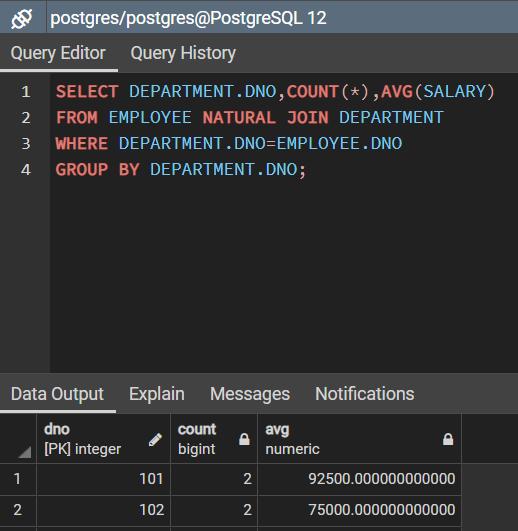 postgres/postgres@PostgreSQL 12
Query Editor Query History
1 SELECT DEPARTMENT.DNO,COUNT(*),AVG(SALARY)
2 FROM EMPLOYEE NATURAL JOIN DEPARTMENT
3 WHERE DEPARTMENT.DNO=EMPLOYEE.DNO
4 GROUP BY DEPARTMENT.DNO;
Data Output Explain Messages Notifications
dno count avg
[PK] integer bigint numeric
1 101 2 92500.000000000000
2 102 2 75000.000000000000